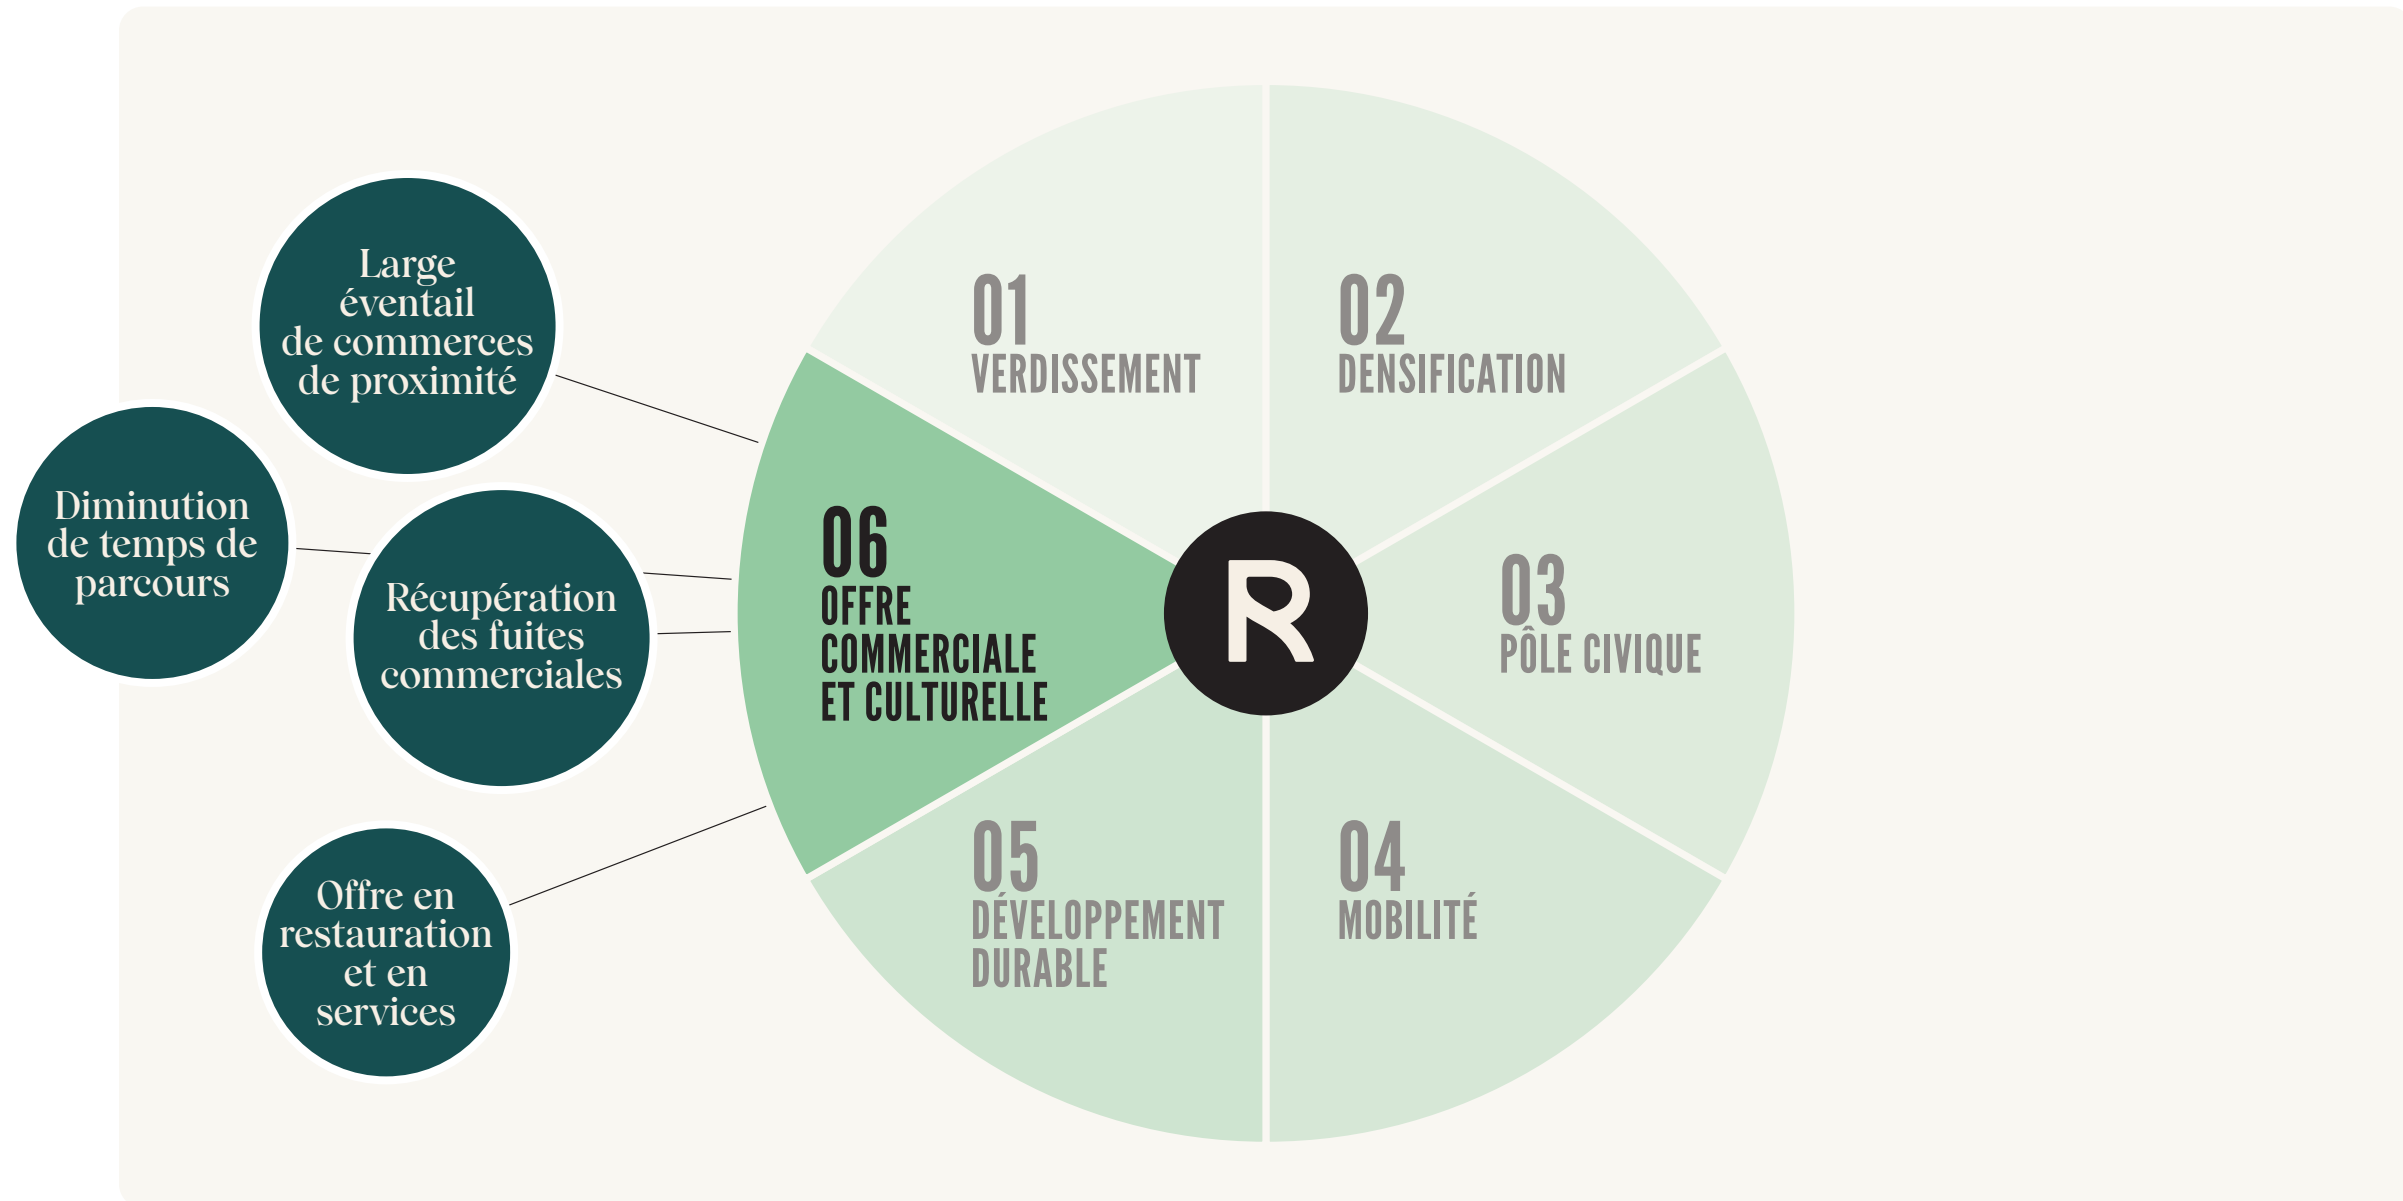 Large
éventail
de commerces
de proximité
Diminution
de temps de
parcours
Récupération
des fuites
commerciales
Offre en
restauration
et en
services
01
VERDISSEMENT
02
DENSIFICATION
03
PÔLE CIVIQUE
04
MOBILITÉ
05
DÉVELOPPEMENT
DURABLE
06
OFFRE
COMMERCIALE
ET CULTURELLE
R